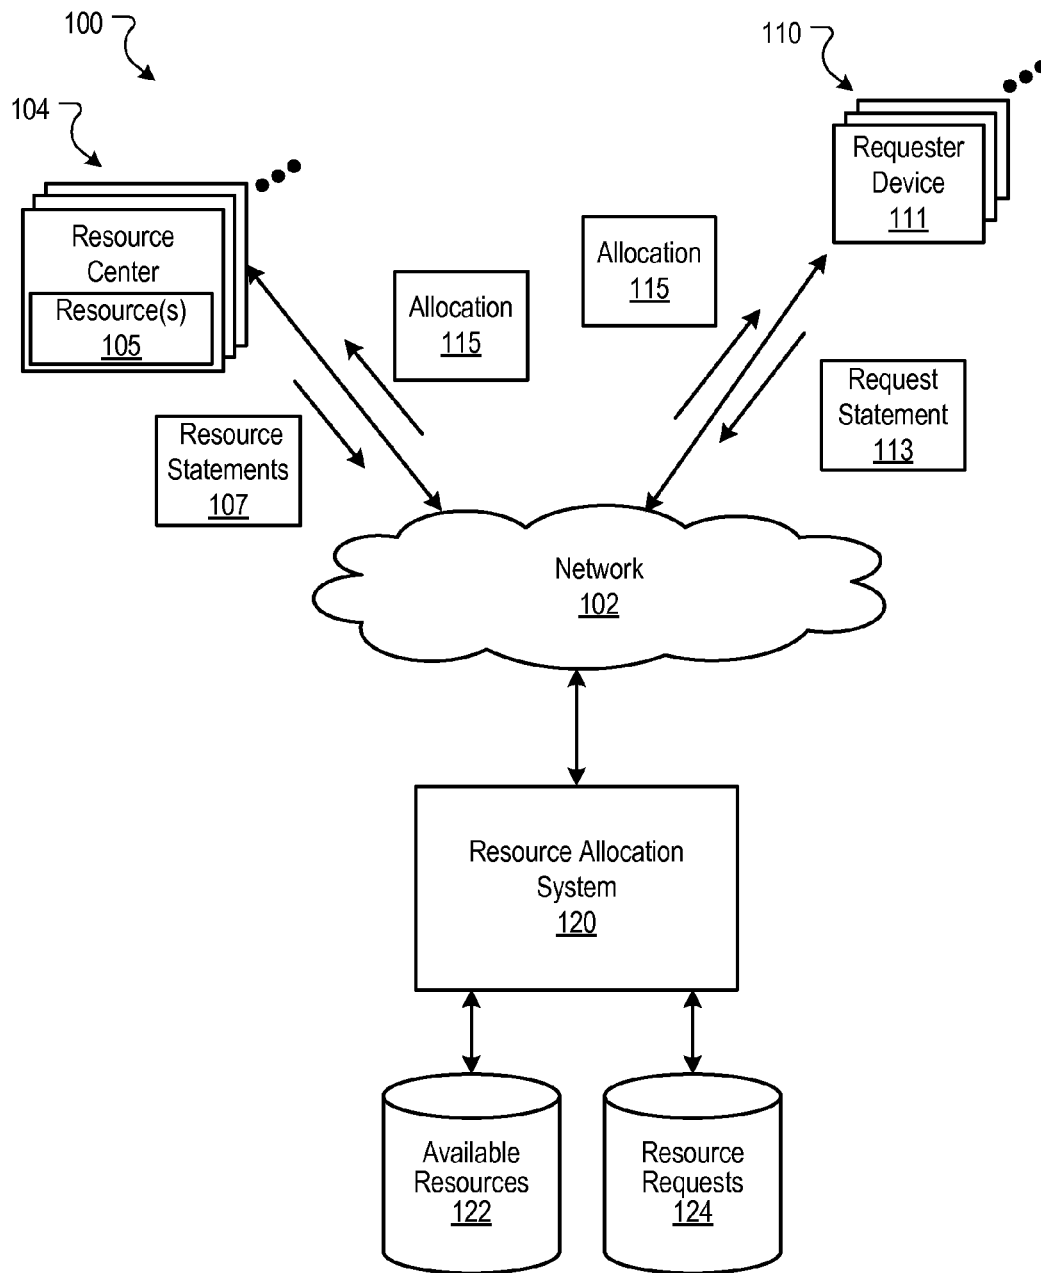 100
110
104
Requester
Device
111
Resource
Center
Resource(s)
105
Allocation
115
Allocation
115
Request
Statement
113
Resource
Statements
107
Network
102
Resource Allocation
System
120
Available
Resources
122
Resource
Requests
124